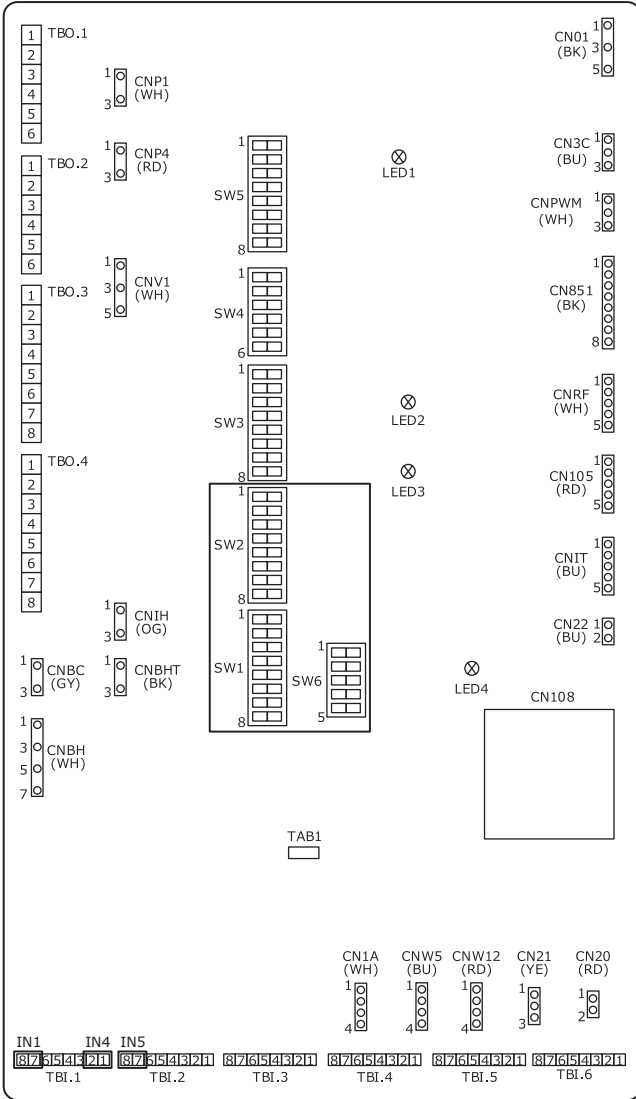 1 TBO.1
2
3
4
5
6
1 TBO.2
2
3
4
5
6
1 TBO.3
2
3
4
5
6
7
8
1 TBO.4
2
3
4
5
6
7
8
1
3
CNP1
(WH)
1
3
CNP4
(RD)
1
3
5
CNV1
(WH)
1
3
CNIH
(OG)
1
3
CNBC
(GY)
1
3
CNBHT
(BK)
1
3
5
7
CNBH
(WH)
1
SW5
8
1
SW4
6
1
SW3
8
1
SW2
8
1
SW1
8
1
SW6
5
LED1
LED2
LED3
LED4
CN01
(BK)
1
3
5
CN3C
(BU)
1
3
CNPWM
(WH)
1
3
CN851
(BK)
1
8
CNRF
(WH)
1
5
CN105
(RD)
1
5
CNIT
(BU)
1
5
CN22
(BU)
1
2
CN108
TAB1
CN1A
(WH)
1
4
CNW5
(BU)
1
4
CNW12
(RD)
1
4
CN21
(YE)
1
3
CN20
(RD)
1
2
IN1 IN4 IN5
87654321 87654321 87654321 87654321 87654321 87654321
TBI.1 TBI.2 TBI.3 TBI.4 TBI.5 TBI.6